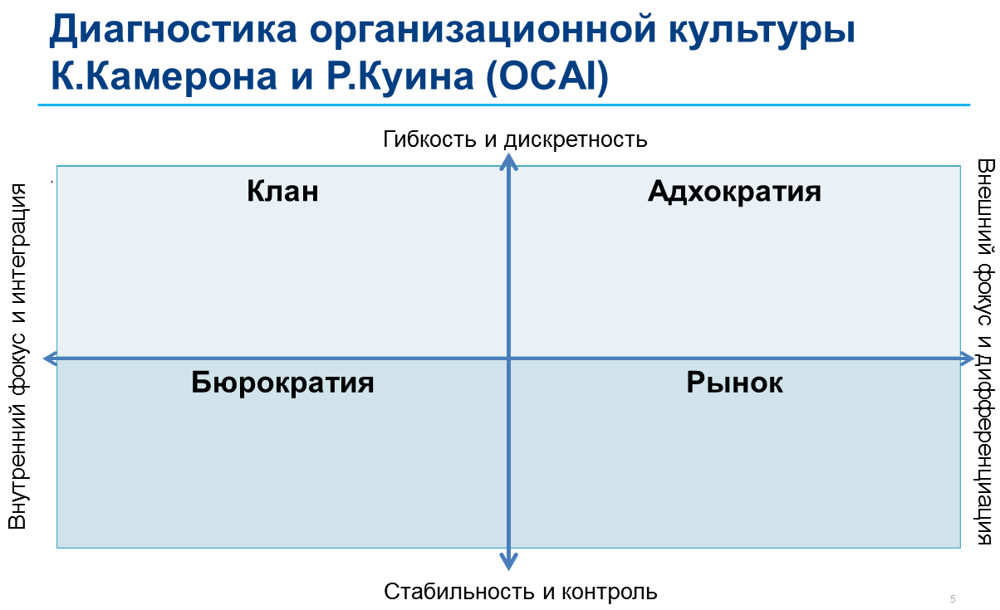 Диагностика организационной культуры
К.Камерона и Р.Куина (OCAI)
Гибкость и дискретность
Клан
Адхократия
Внутренний фокус и интеграция
Внешний фокус и дифференциация
Бюрократия
Рынок
Стабильность и контроль
5